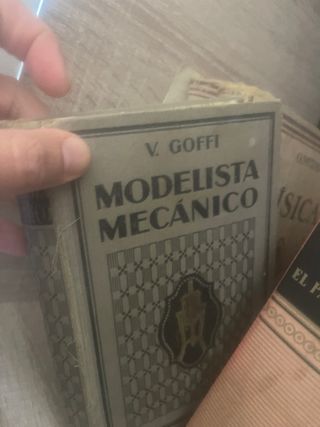 V. GOFFI
MODELISTA
MECÁNICO
EL